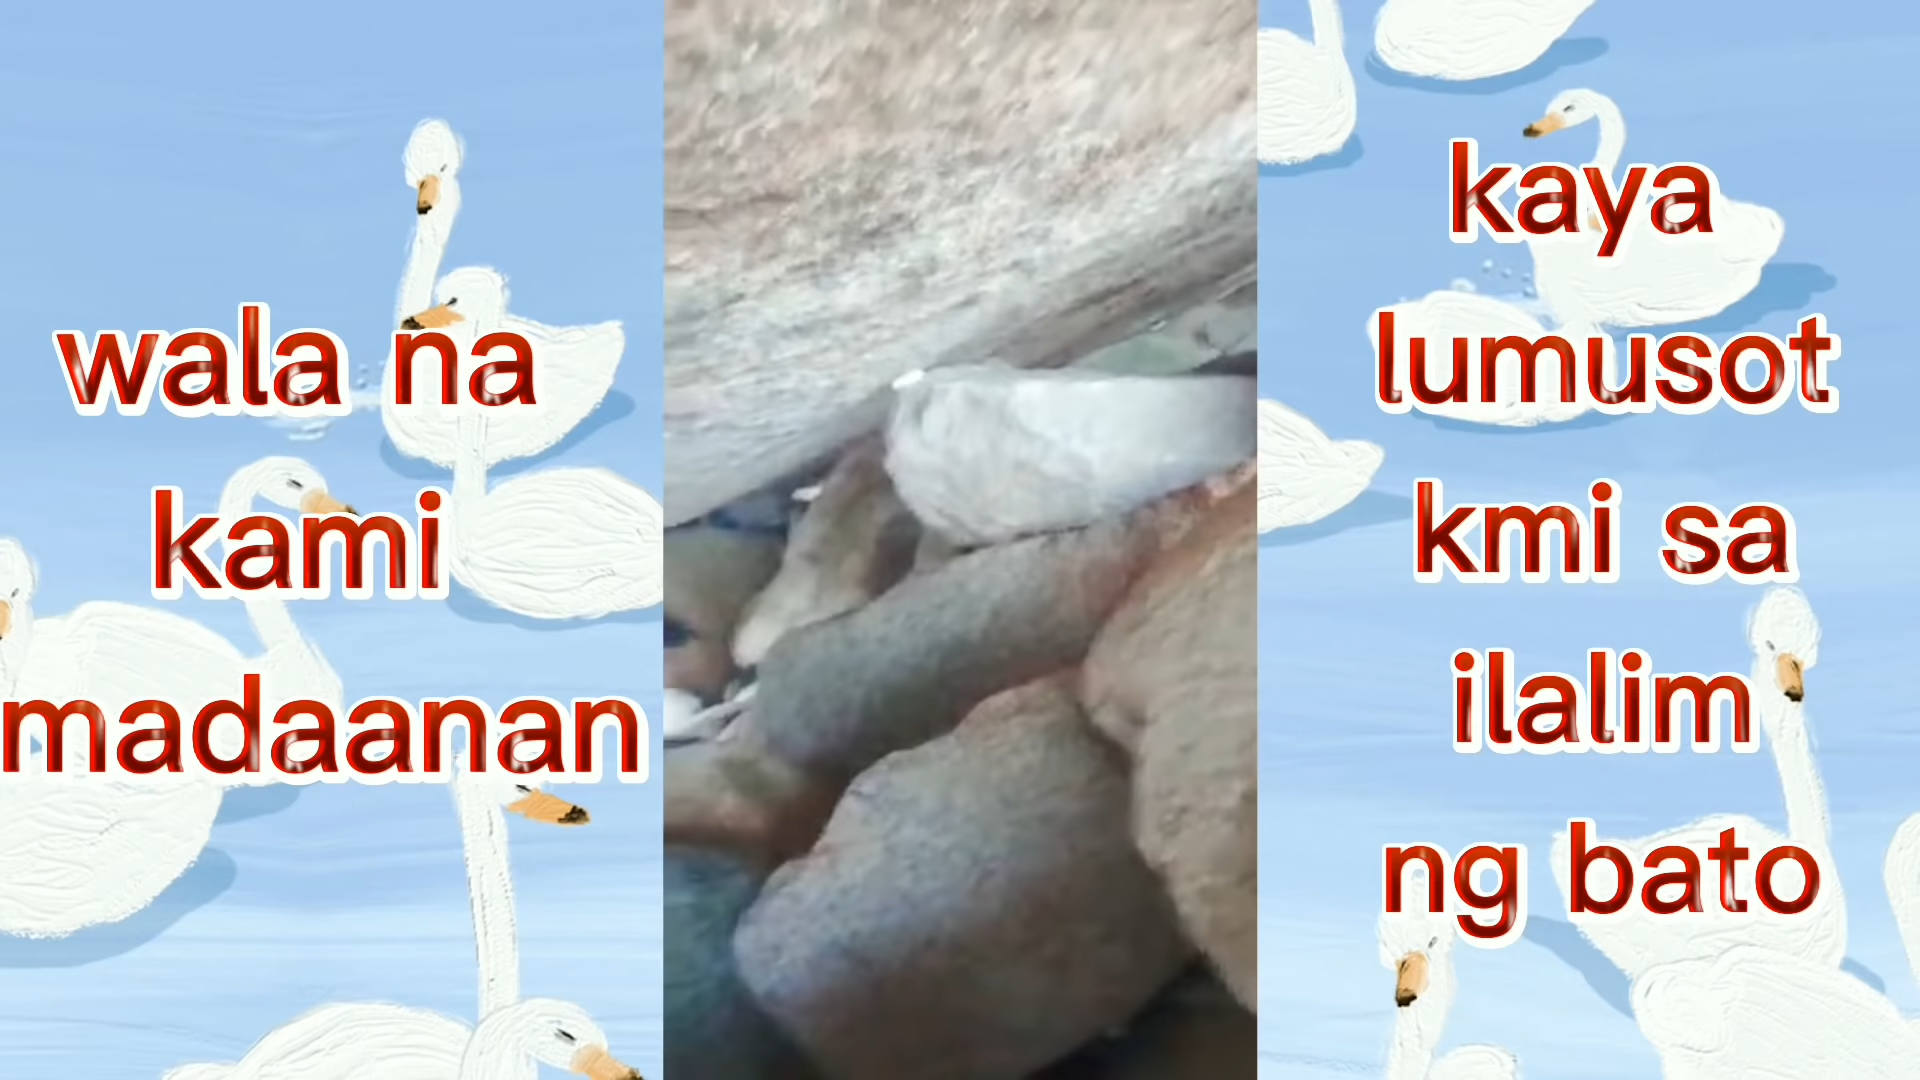 wala na
kami
madaanan
kaya
lumusot
kmi sa
ilalim
ng bato